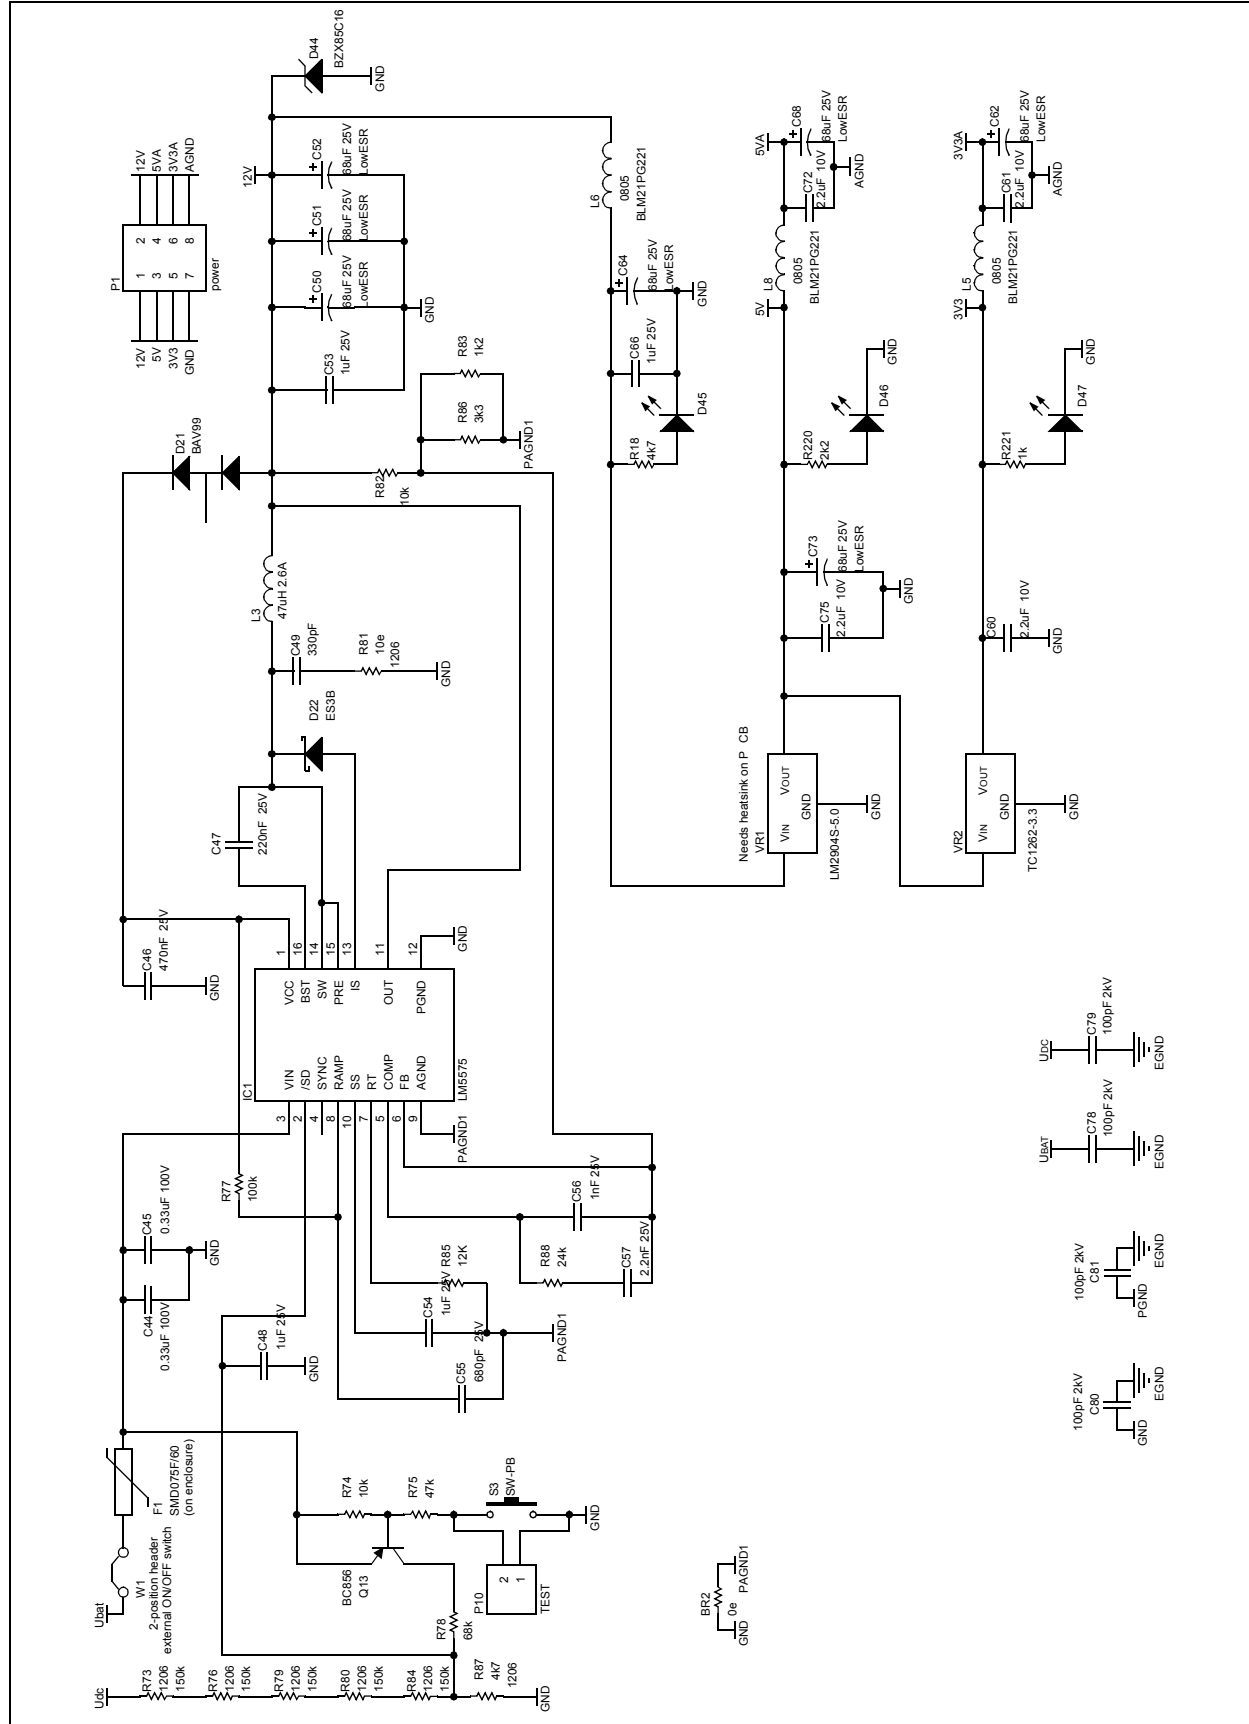 Udc
R73
1206
150k
R76
1206
150k
R79
1206
150k
R80
1206
150k
R84
1206
150k
R87
4k7
1206
GND
Ubat
W1
2-position header
external ON/OFF switch
F1
SMD075F/60
(on enclosure)
R74
10k
R75
47k
BC856
Q13
R78
68k
S3
SW-PB
P10
2
1
TEST
GND
C44
0.33uF 100V
C45
0.33uF 100V
GND
C48
1uF 25V
GND
R77
100k
C55
680pF 25V
C54
1uF 25V
R85
12K
PAGND1
R88
24k
C57
2.2nF 25V
C56
1nF 25V
IC1
LM5575
3
VIN
2
/SD
4
SYNC
8
RAMP
10
SS
7
RT
5
COMP
6
FB
9
AGND
PAGND1
VCC
1
BST
16
SW
14
PRE
15
IS
13
OUT
11
PGND
12
GND
C46
470nF 25V
GND
C47
220nF 25V
D22
ES3B
C49
330pF
R81
10e
1206
GND
L3
47uH 2.6A
D21
BAV99
R82
10k
R86
3k3
R83
1k2
PAGND1
C53
1uF 25V
C50
68uF 25V
LowESR
C51
68uF 25V
LowESR
C52
68uF 25V
LowESR
GND
12V
D44
BZX85C16
GND
P1
power
12V
5V
3V3
GND
1
3
5
7
2
4
6
8
12V
5VA
3V3A
AGND
L6
0805
BLM21PG221
C64
68uF 25V
LowESR
C66
1uF 25V
GND
R18
4k7
D45
Needs heatsink on P CB
VR1
VIN
VOUT
GND
LM2904S-5.0
GND
C75
2.2uF 10V
C73
68uF 25V
LowESR
GND
R220
2k2
D46
GND
5V
L8
0805
BLM21PG221
C72
2.2uF 10V
C68
68uF 25V
LowESR
5VA
AGND
VR2
VIN
VOUT
GND
TC1262-3.3
GND
C60
2.2uF 10V
GND
R221
1k
D47
GND
3V3
L5
0805
BLM21PG221
C61
2.2uF 10V
C62
68uF 25V
LowESR
3V3A
AGND
BR2
0e
GND
PAGND1
100pF 2kV
C80
GND
EGND
100pF 2kV
C81
PGND
EGND
UBAT
C78
100pF 2kV
EGND
UDC
C79
100pF 2kV
EGND